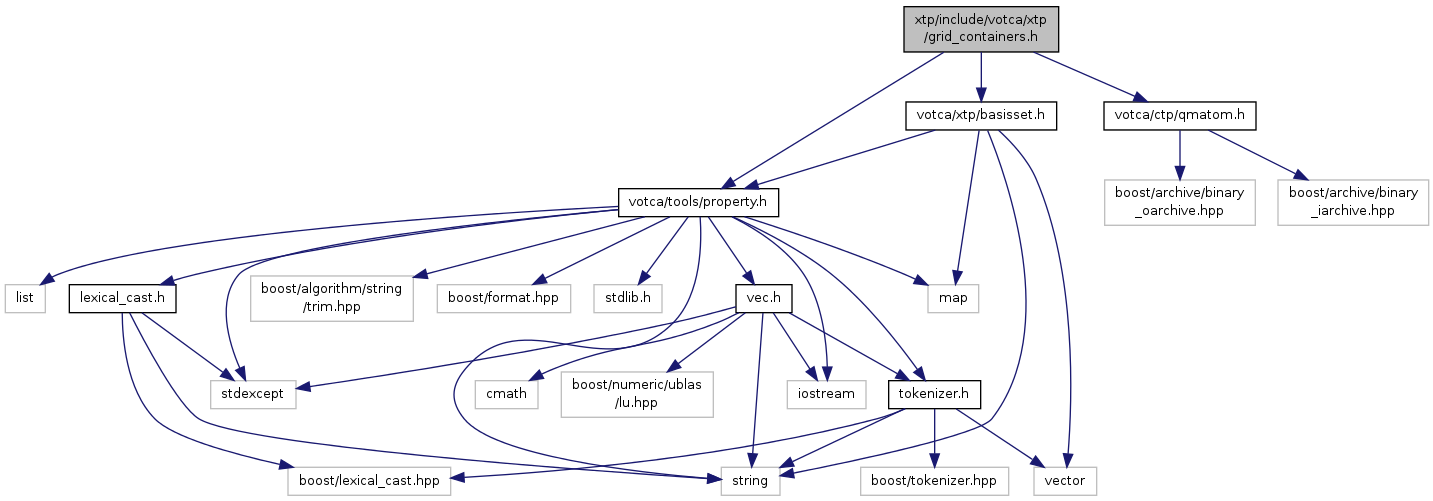 xtp/include/votca/xtp
/grid_containers.h
votca/xtp/basisset.h
votca/ctp/qmatom.h
votca/tools/property.h
boost/archive/binary
_oarchive.hpp
boost/archive/binary
_iarchive.hpp
list
lexical_cast.h
boost/algorithm/string
/trim.hpp
boost/format.hpp
stdlib.h
vec.h
map
stdexcept
cmath
boost/numeric/ublas
/lu.hpp
iostream
tokenizer.h
boost/lexical_cast.hpp
string
boost/tokenizer.hpp
vector